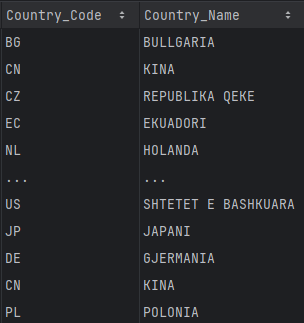 Country_Code Country_Name
BG BULLGARIA
CN KINA
CZ REPUBLIKA QEKE
EC EKUADORI
NL HOLANDA
... ...
US SHTETET E BASHKUARA
JP JAPANI
DE GJERMANIA
CN KINA
PL POLONIA